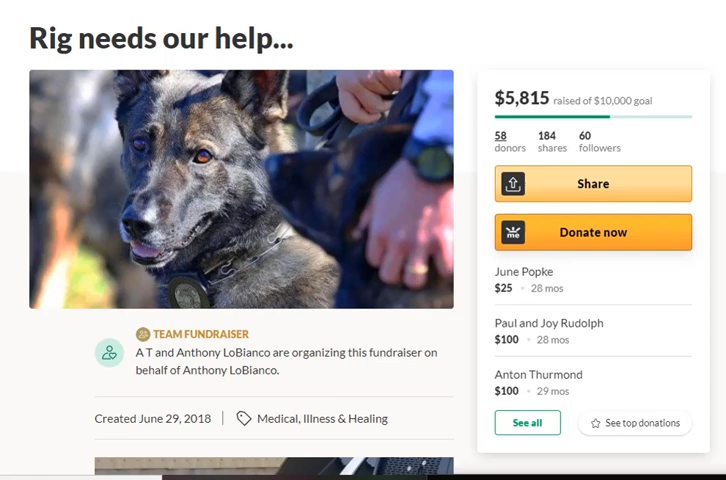 Rig needs our help...
$5,815 raised of $10,000 goal
58 184 60
donors shares followers
Share
me Donate now
June Popke
$25 • 28 mos
Paul and Joy Rudolph
$100 • 28 mos
Anton Thurmond
$100 • 29 mos
See all See top donations
TEAM FUNDRAISER
A T and Anthony LoBianco are organizing this fundraiser on
behalf of Anthony LoBianco.
Created June 29, 2018 | Medical, Illness & Healing